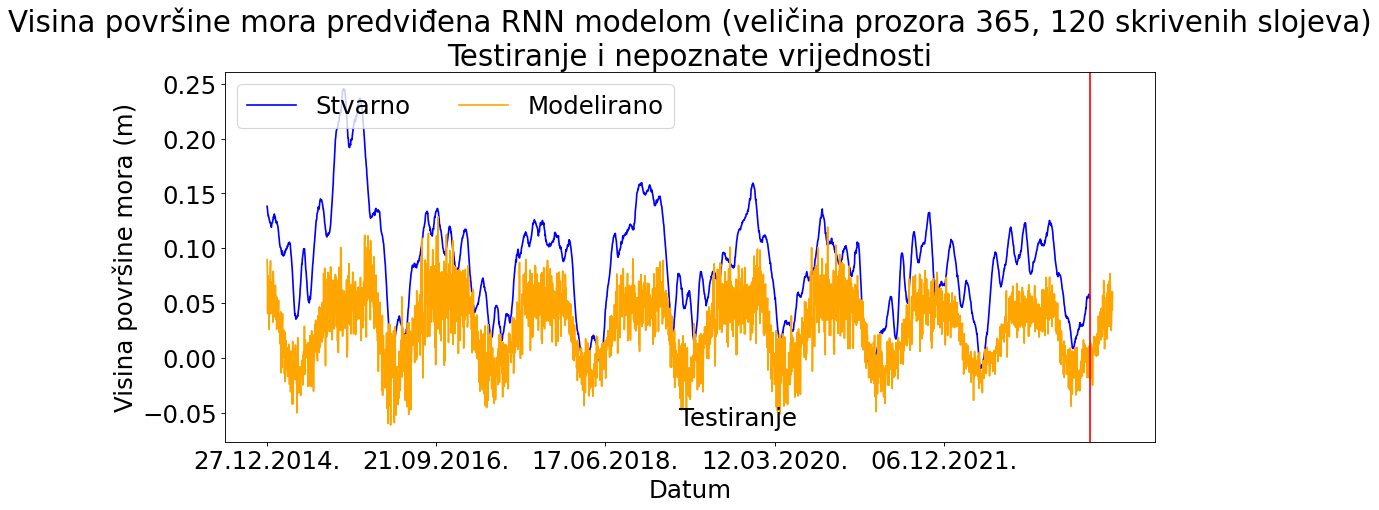 Visina površine mora predviđena RNN modelom (veličina prozora 365, 120 skrivenih slojeva)
Testiranje i nepoznate vrijednosti
Stvarno Modelirano
Visina površine mora (m)
0.25
0.20
0.15
0.10
0.05
0.00
−0.05
Testiranje
27.12.2014. 21.09.2016. 17.06.2018. 12.03.2020. 06.12.2021.
Datum